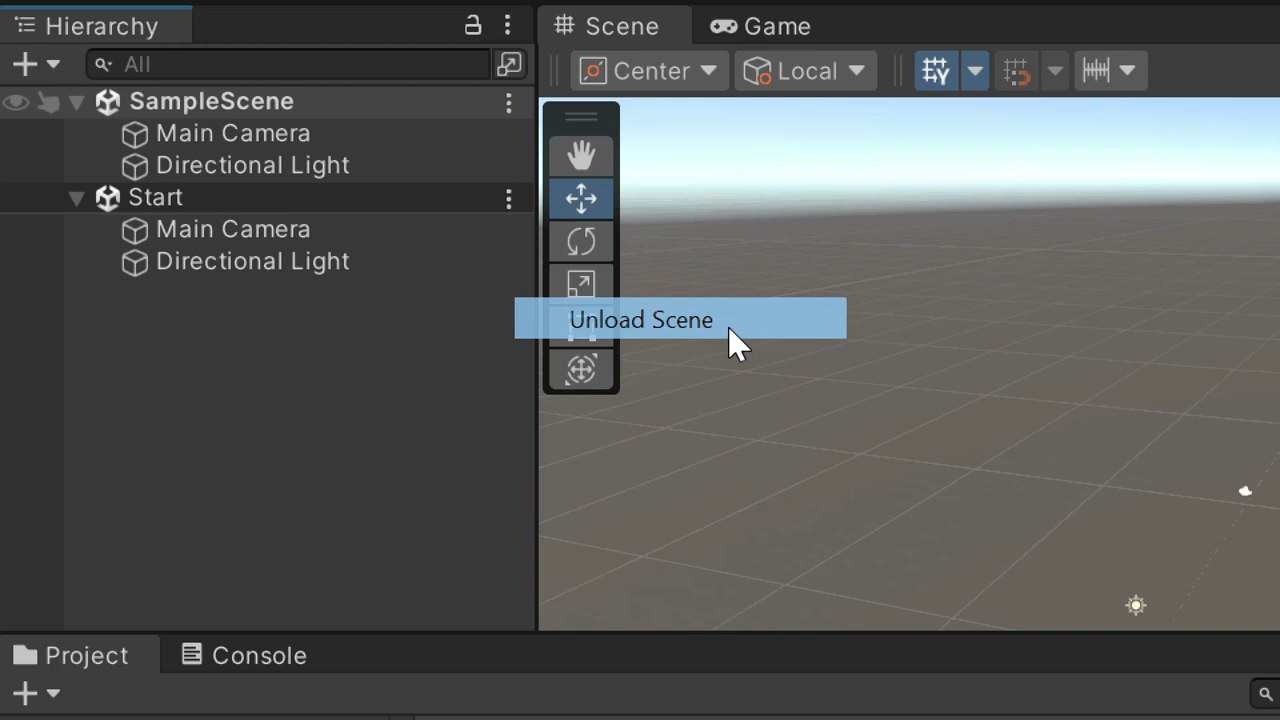 Hierarchy
All
SampleScene
Main Camera
Directional Light
Start
Main Camera
Directional Light
Scene
Game
Center
Local
Unload Scene
Project
Console